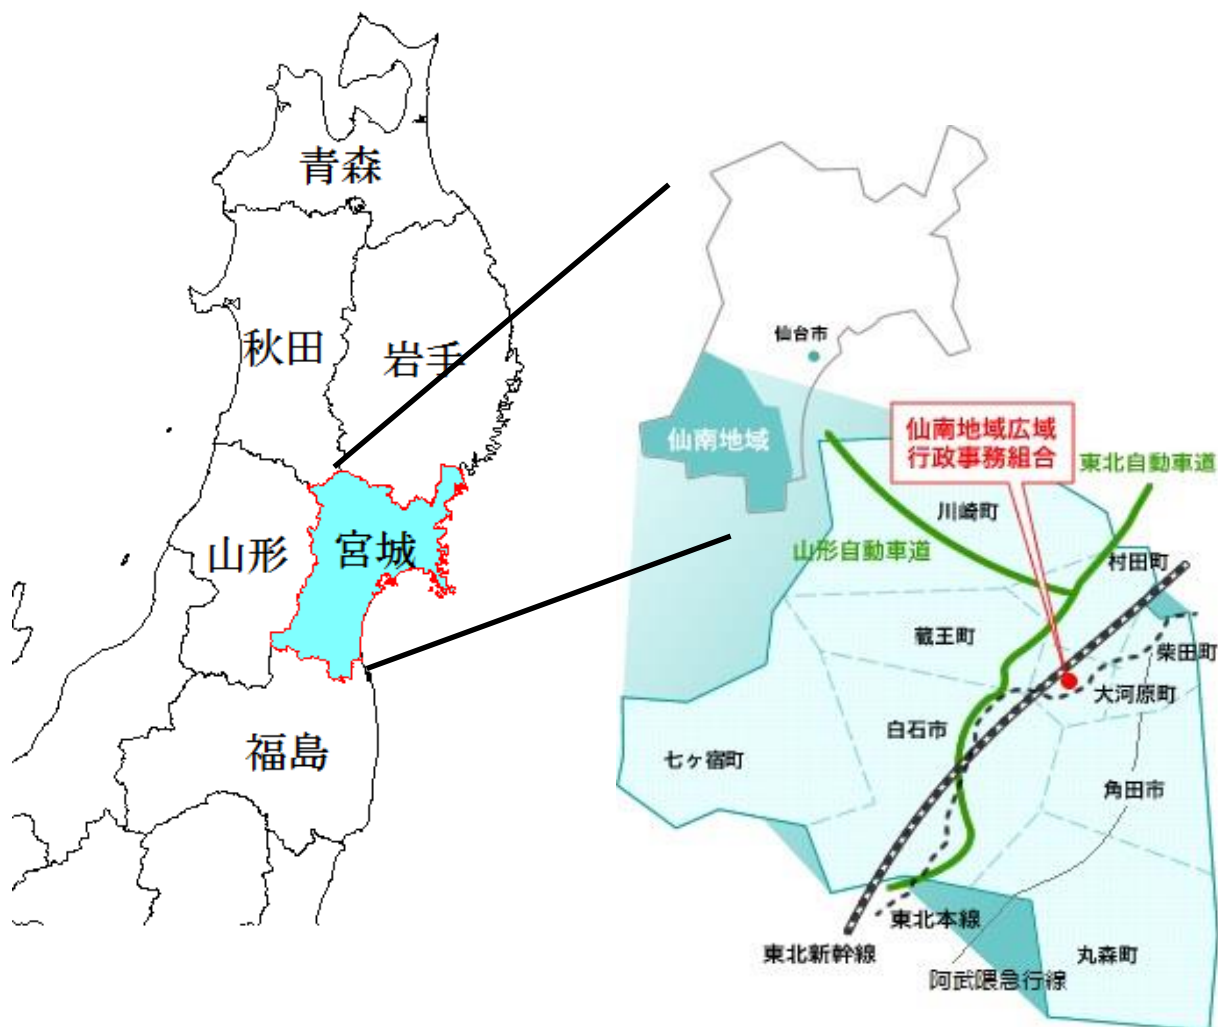 青森
秋田
岩手
山形
宮城
福島
仙台市
仙南地域
仙南地域広域
行政事務組合
東北自動車道
川崎町
山形自動車道
村田町
蔵王町
柴田町
大河原町
白石市
七ヶ宿町
角田市
東北本線
東北新幹線
丸森町
阿武隈急行線